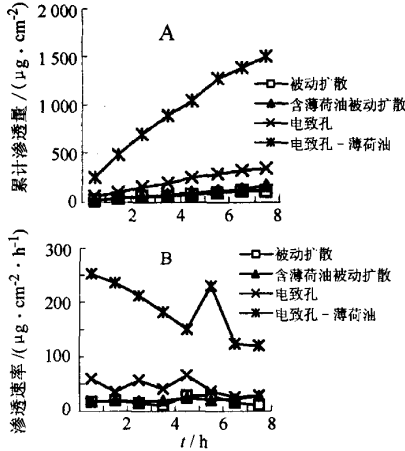 A
2 000
1 500
1 000
500
0
0 2 4 6 8
累计渗透量/(μg·cm⁻²)
被动扩散
含薄荷油被动扩散
电致孔
电致孔-薄荷油
B
300
250
200
100
0
0 2 4 6 8
t/h
渗透速率/(μg·cm⁻²·h⁻¹)
被动扩散
含薄荷油被动扩散
电致孔
电致孔-薄荷油